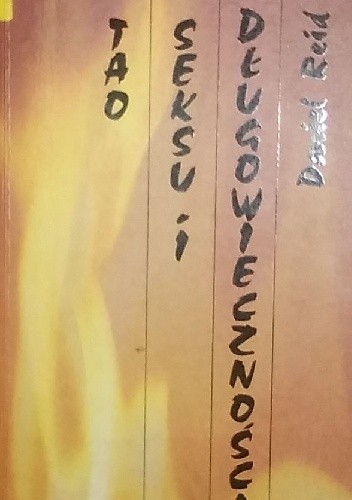 TAO
SEKSU i
DŁUGOWIECZNOŚCI
Daniel Reid